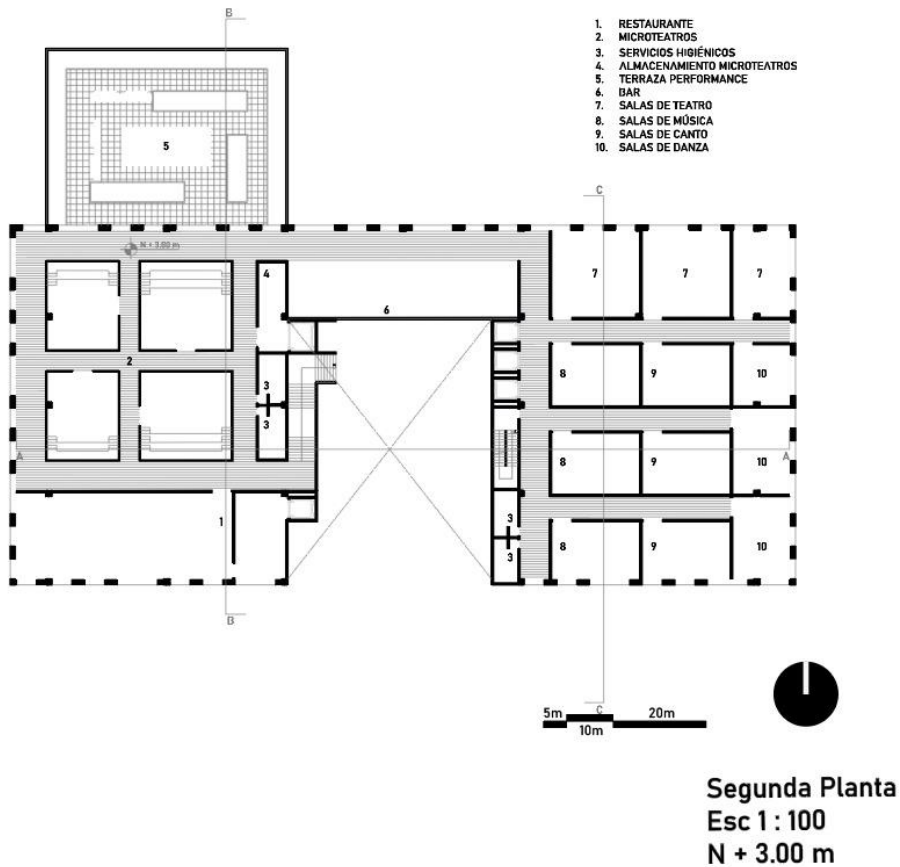 B
1. RESTAURANTE
2. MICROTEATROS
3. SERVICIOS HIGIÉNICOS
4. ALMACENAMIENTO MICROTEATROS
5. TERRAZA PERFORMANCE
6. BAR
7. SALAS DE TEATRO
8. SALAS DE MÚSICA
9. SALAS DE CANTO
10. SALAS DE DANZA
5
C
N + 3.00 m
4
7
7
7
6
2
3
8
9
10
3
A
A
8
9
10
1
3
3
8
9
10
B
5m
C
20m
10m
Segunda Planta
Esc 1 : 100
N + 3.00 m